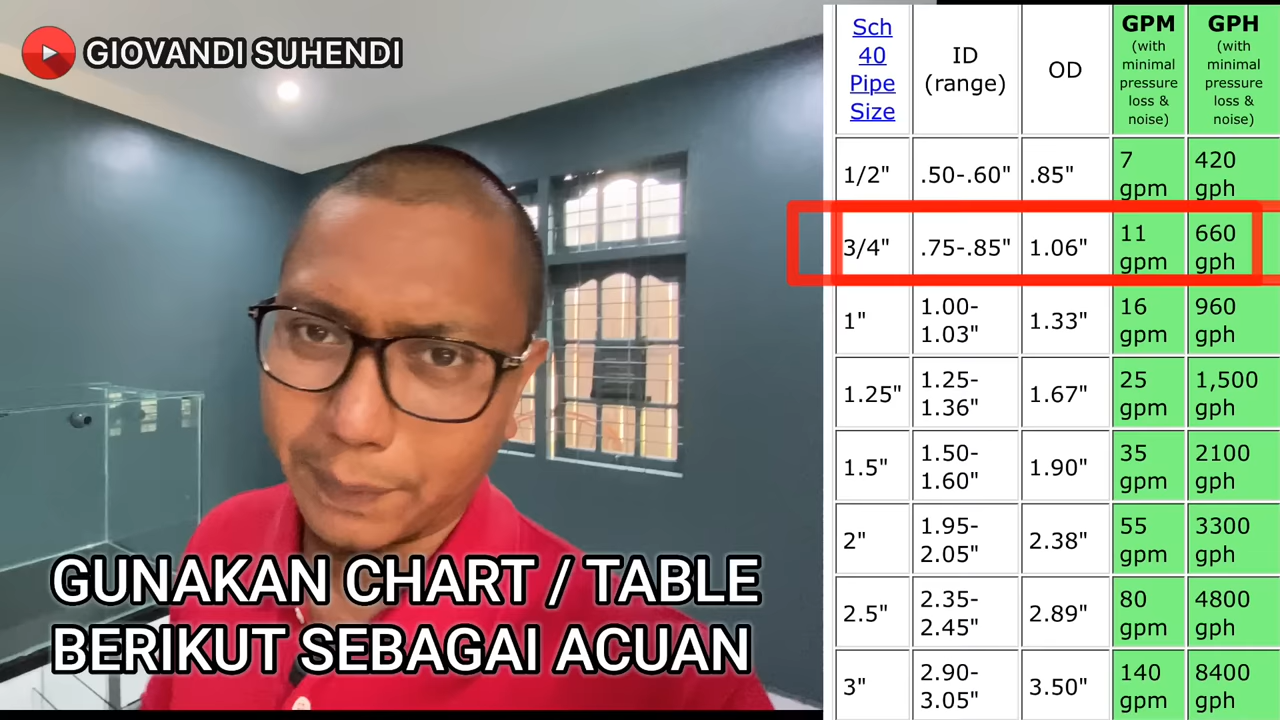 GIOVANDI SUHENDI
GUNAKAN CHART / TABLE
BERIKUT SEBAGAI ACUAN
Sch
40
Pipe
Size
ID
(range)
OD
GPM
(with
minimal
pressure
loss &
noise)
GPH
(with
minimal
pressure
loss &
noise)
1/2"
.50-.60"
.85"
7
gpm
420
gph
3/4"
.75-.85"
1.06"
11
gpm
660
gph
1"
1.00-
1.03"
1.33"
16
gpm
960
gph
1.25"
1.25-
1.36"
1.67"
25
gpm
1,500
gph
1.5"
1.50-
1.60"
1.90"
35
gpm
2100
gph
2"
1.95-
2.05"
2.38"
55
gpm
3300
gph
2.5"
2.35-
2.45"
2.89"
80
gpm
4800
gph
3"
2.90-
3.05"
3.50"
140
gpm
8400
gph